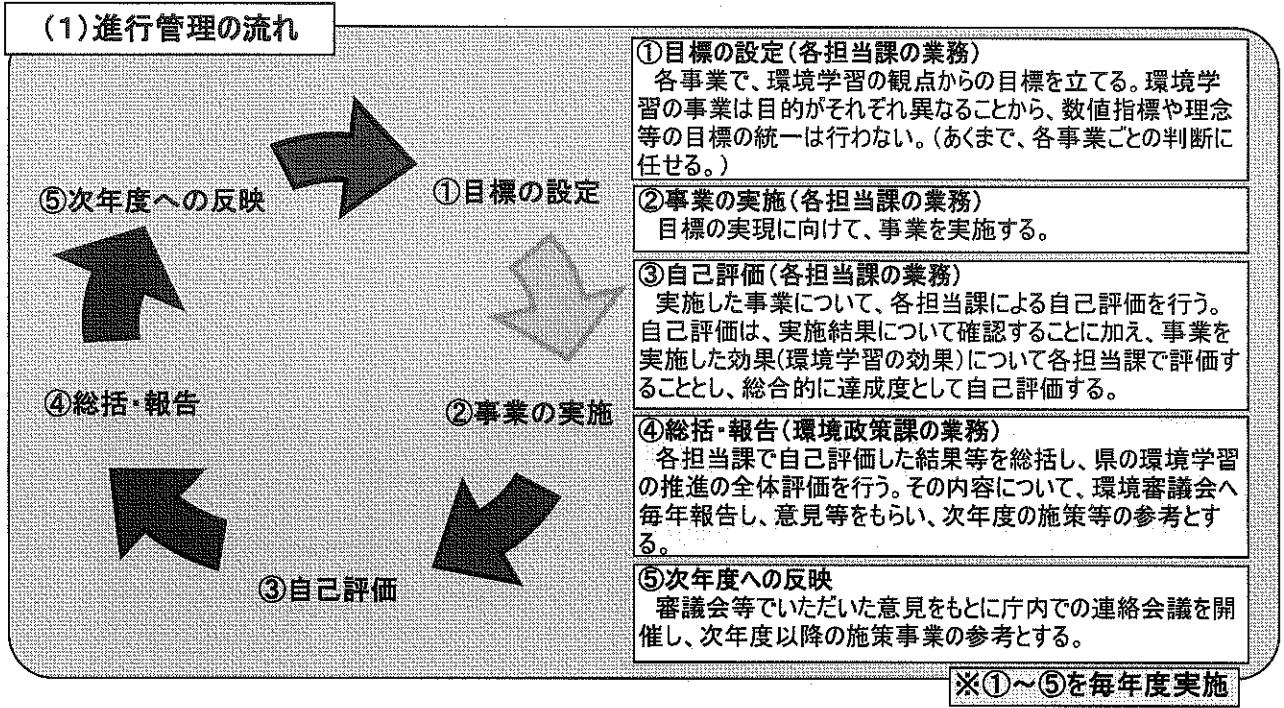 (1)進行管理の流れ
①目標の設定
②事業の実施
③自己評価
④総括・報告
⑤次年度への反映
①目標の設定(各担当課の業務)
各事業で、環境学習の観点からの目標を立てる。環境学
習の事業は目的がそれぞれ異なることから、数値指標や理念
等の目標の統一は行わない。(あくまで、各事業ごとの判断に
任せる。)
②事業の実施(各担当課の業務)
目標の実現に向けて、事業を実施する。
③自己評価(各担当課の業務)
実施した事業について、各担当課による自己評価を行う。
自己評価は、実施結果について確認することに加え、事業を
実施した効果(環境学習の効果)について各担当課で評価す
ることとし、総合的に達成度として自己評価する。
④総括・報告(環境政策課の業務)
各担当課で自己評価した結果等を総括し、県の環境学習
の推進の全体評価を行う。その内容について、環境審議会へ
毎年報告し、意見等をもらい、次年度の施策等の参考とす
る。
⑤次年度への反映
審議会等でいただいた意見をもとに庁内での連絡会議を開
催し、次年度以降の施策事業の参考とする。
※①~⑤を毎年度実施